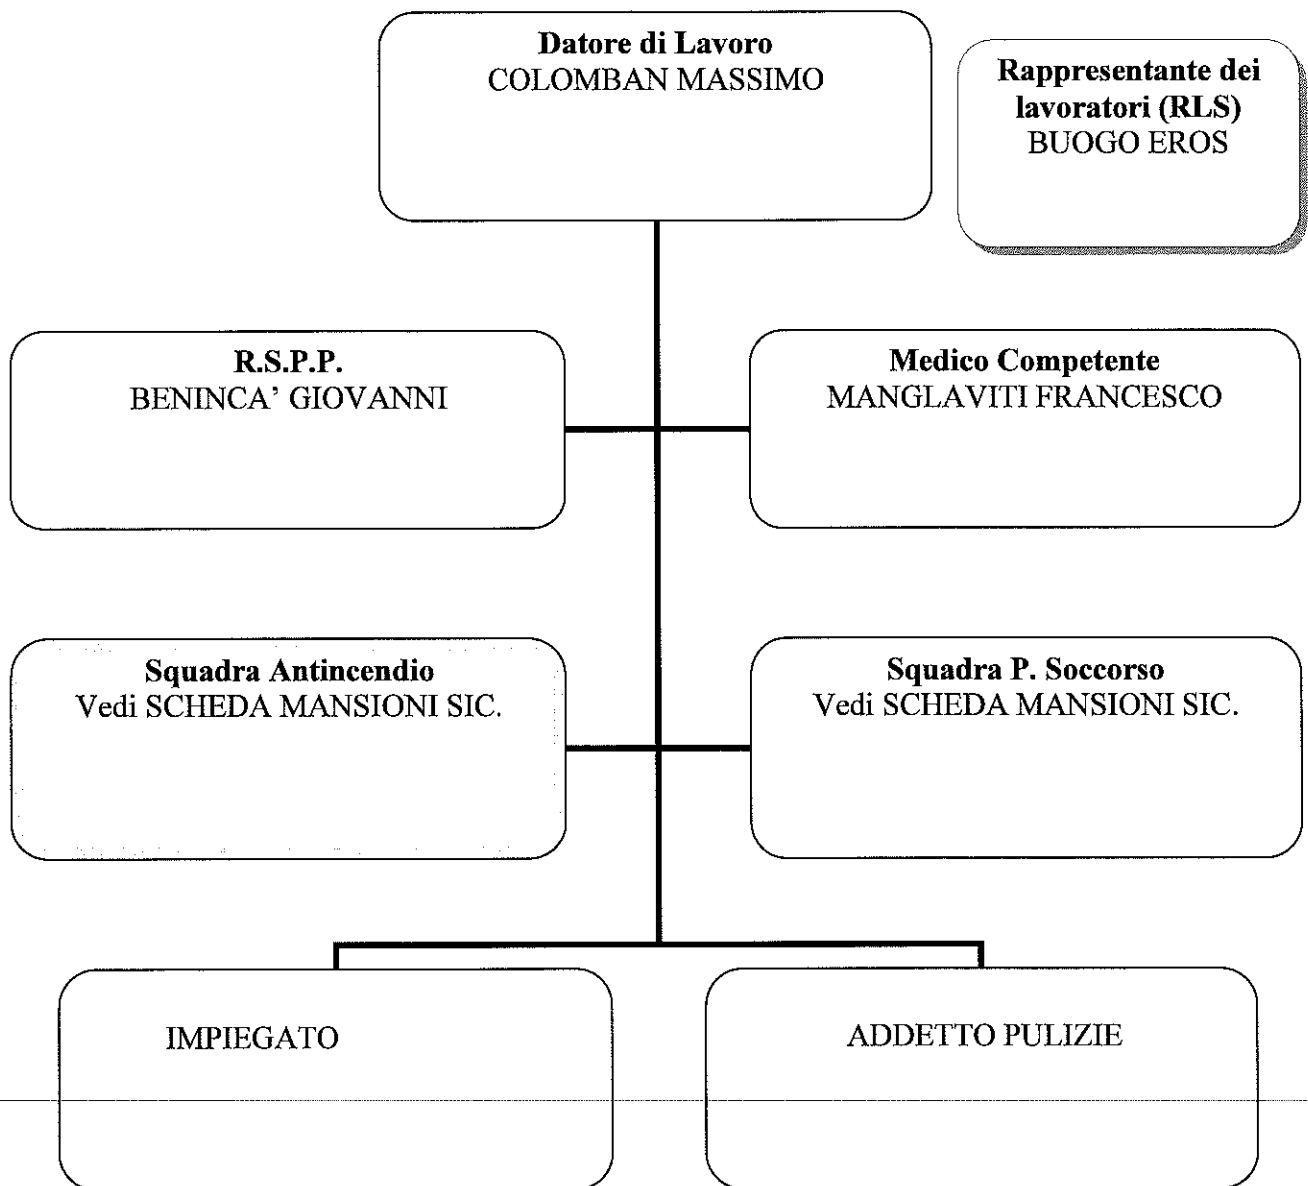 Datore di Lavoro
COLOMBAN MASSIMO
Rappresentante dei
lavoratori (RLS)
BUOGO EROS
R.S.P.P.
BENINCA’ GIOVANNI
Medico Competente
MANGLAVITI FRANCESCO
Squadra Antincendio
Vedi SCHEDA MANSIONI SIC.
Squadra P. Soccorso
Vedi SCHEDA MANSIONI SIC.
IMPIEGATO
ADDETTO PULIZIE